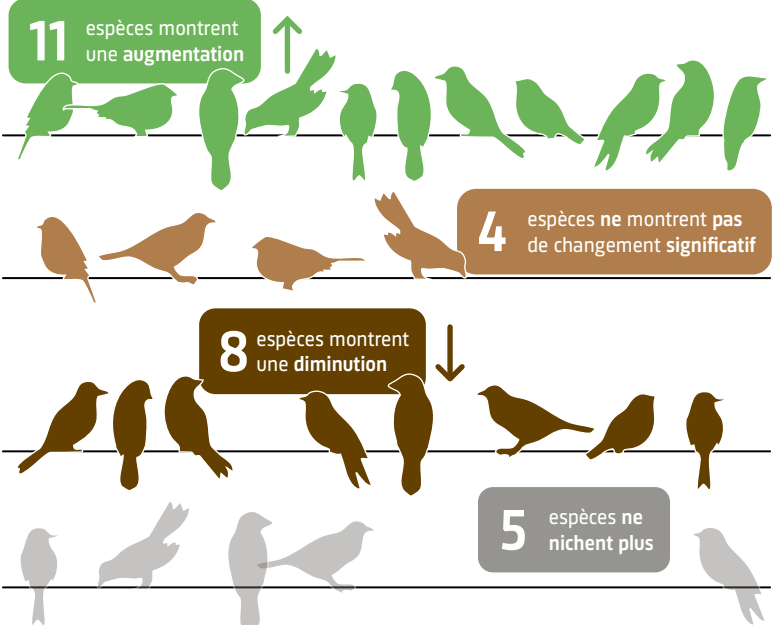 11 espèces montrent
une augmentation
4 espèces ne montrent pas
de changement significatif
8 espèces montrent
une diminution
5 espèces ne
nichent plus